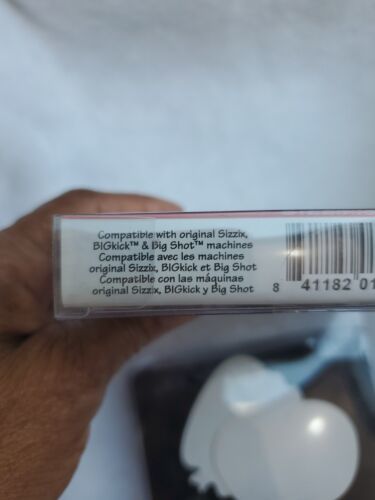 Compatible with original Sizzix,
BIGkick™ & Big Shot™ machines
Compatible avec les machines
original Sizzix, BIGkick et Big Shot
Compatible con las máquinas
original Sizzix, BIGkick y Big Shot
8 41182 01